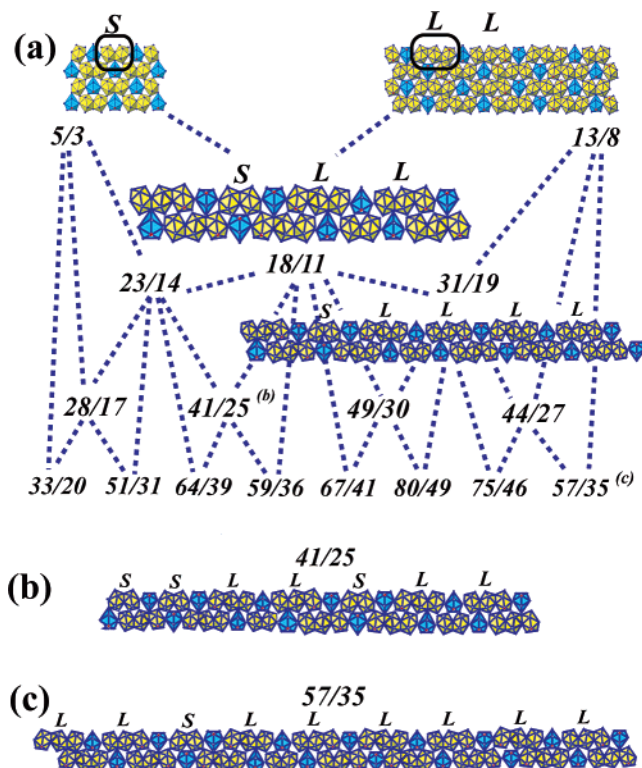 S L L
(a)
5/3 13/8
S L L
18/11
23/14 31/19
S L L L L
28/17 41/25 (b) 49/30 44/27
33/20 51/31 64/39 59/36 67/41 80/49 75/46 57/35 (c)
41/25
(b) S S L L S L L
57/35
(c) L L S L L L L L